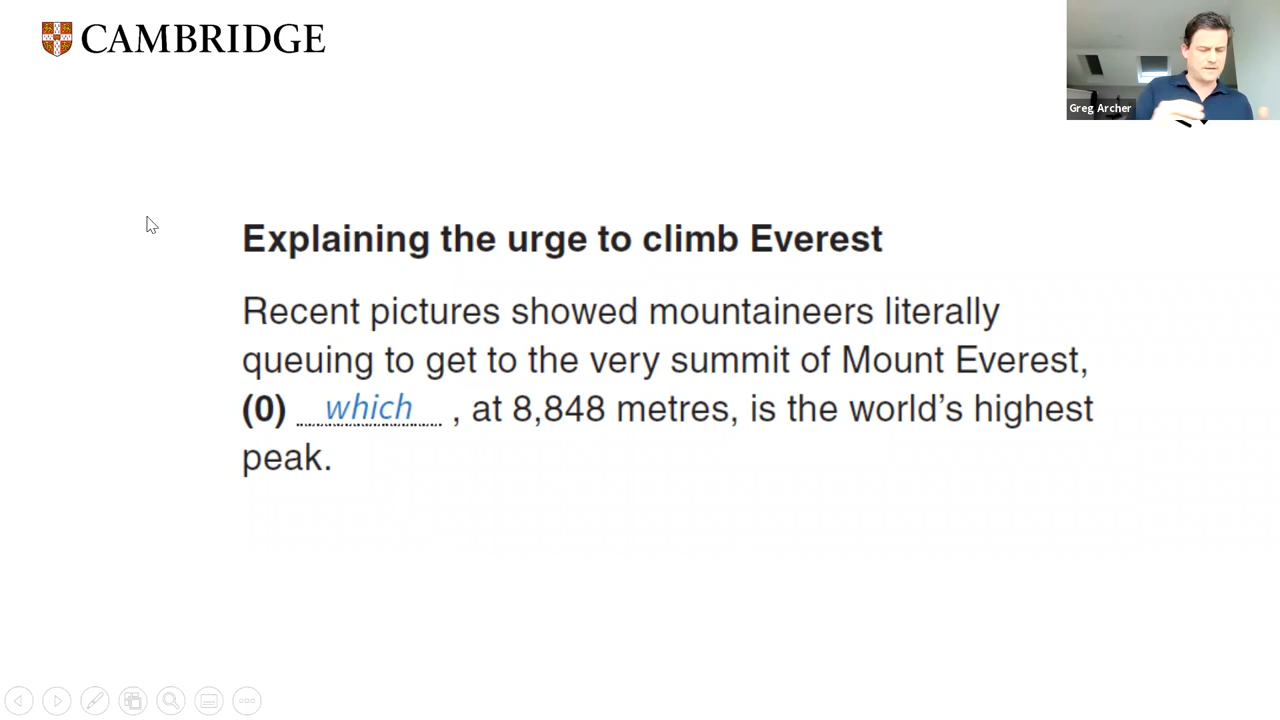 CAMBRIDGE
Greg Archer
Explaining the urge to climb Everest
Recent pictures showed mountaineers literally
queuing to get to the very summit of Mount Everest,
(0) which , at 8,848 metres, is the world's highest
peak.